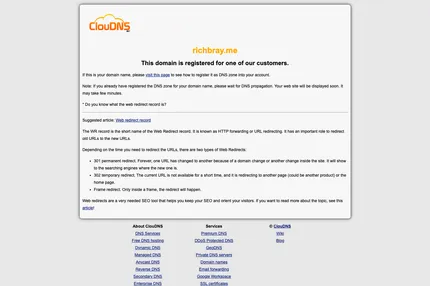 ClouDNS
richbray.me
This domain is registered for one of our customers.
If this is your domain name, please visit this page to see how to register it as DNS zone into your account.
Note: If you already have registered the DNS zone for your domain name, please wait for DNS propagation. Your web site will be displayed soon. It
may take few minutes.
* Do you know what the web redirect record is?
Suggested article: Web redirect record
The WR record is the short name of the Web Redirect record. It is known as HTTP forwarding or URL redirecting. It has an important role to redirect
old URLs to the new URLs.
Depending on the time you need to redirect the URLs, there are two types of Web Redirects:
• 301 permanent redirect. Forever, one URL has changed to another because of a domain change or another change inside the site. It will show
to the searching engines where the new one is.
• 302 temporary redirect. The current URL is not available for a short time, and it is redirecting to another page (could be another product) or the
home page.
• Frame redirect. Only inside a frame, the redirect will happen.
Web redirects are a very needed SEO tool that helps you keep your SEO and orient your visitors. If you want to read more about the topic, see this
article!
About ClouDNS Services © ClouDNS
DNS Services Premium DNS Wiki
Free DNS hosting DDoS Protected DNS Blog
Dynamic DNS GeoDNS
Managed DNS Private DNS servers
Anycast DNS Domain names
Reverse DNS Email forwarding
Secondary DNS Google Workspace
Enterprise DNS SSL certificates